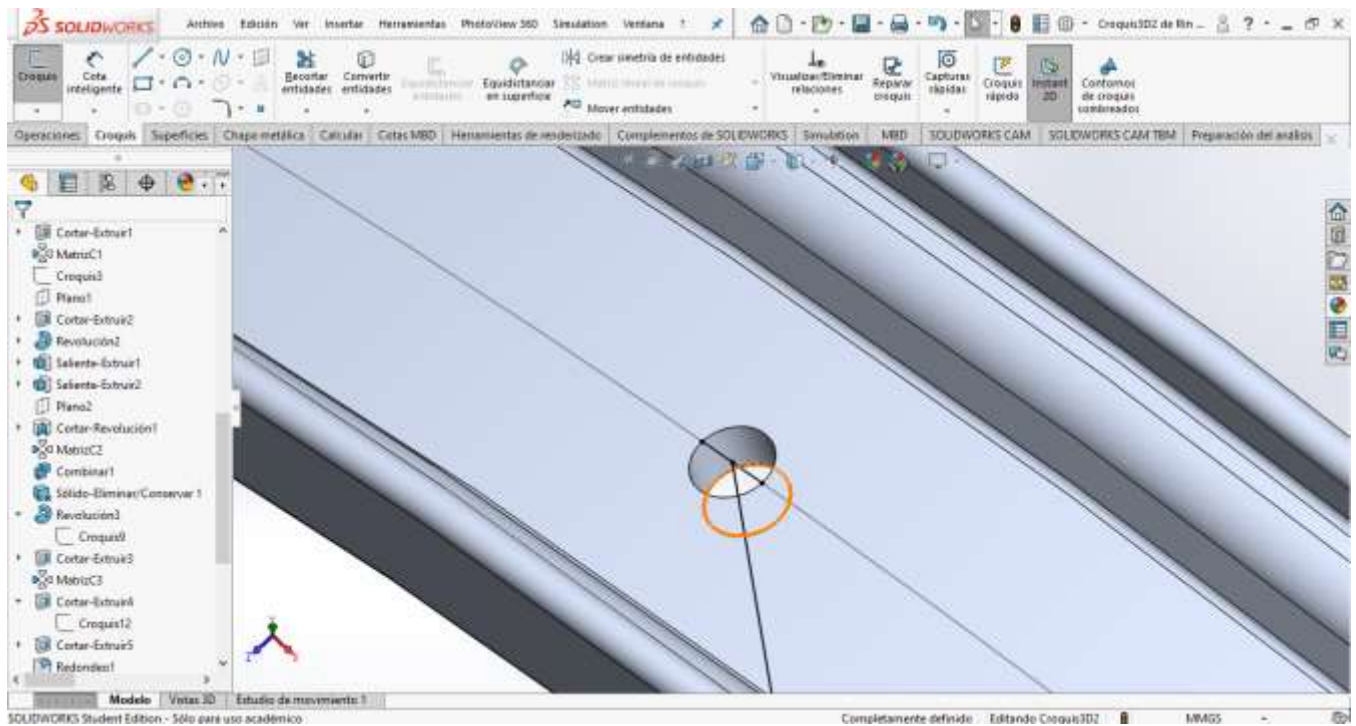 SOLIDWORKS Archivo Edición Ver Insertar Herramientas PhotoView 360 Simulation Ventana ? Croquis3D2 de Rin ... ?
Croquis
Cota inteligente
Recortar entidades
Convertir entidades
Equidistanciar en superficie
Crear simetría de entidades
Mover entidades
Visualizar/Eliminar relaciones
Reparar croquis
Capturas rápidas
Croquis rápido
Instant 2D
Contornos de croquis sombreados
Operaciones Croquis Superficies Chape metálica Calcular Cotas MBD Herramientas de renderizado Complementos de SOLIDWORKS Simulation MBD SOLIDWORKS CAM SOLIDWORKS CAM TBM Preparación del análisis
Cortar-Extruir1
MatrizC1
Croquis3
Plano1
Cortar-Extruir2
Revolución2
Saliente-Extruir1
Saliente-Extruir2
Plano2
Cortar-Revolución1
MatrizC2
Combinar1
Sólido-Eliminar/Conservar 1
Revolución3
Croquis9
Cortar-Extruir3
MatrizC3
Cortar-Extruir4
Croquis12
Cortar-Extruir5
Redondeo1
Modelo Vistas 3D Estudio de movimiento 1
SOLIDWORKS Student Edition - Sólo para uso académico Completamente definido Editando Croquis3D2 MMGS